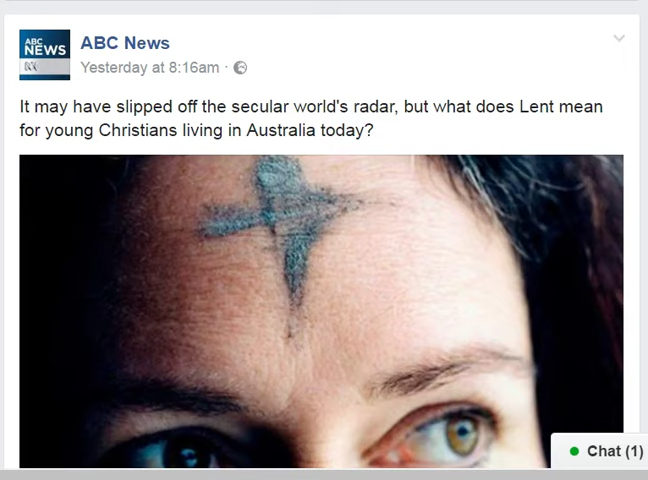 ABC
NEWS
ABC News
Yesterday at 8:16am ·
It may have slipped off the secular world's radar, but what does Lent mean
for young Christians living in Australia today?
Chat (1)